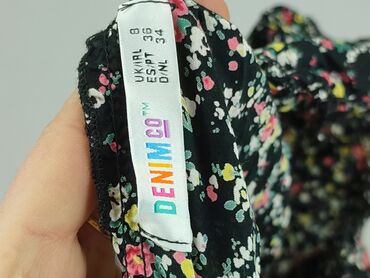 UK/IRL 8
ES/PT 36
D/NL 34
DENIM CO™